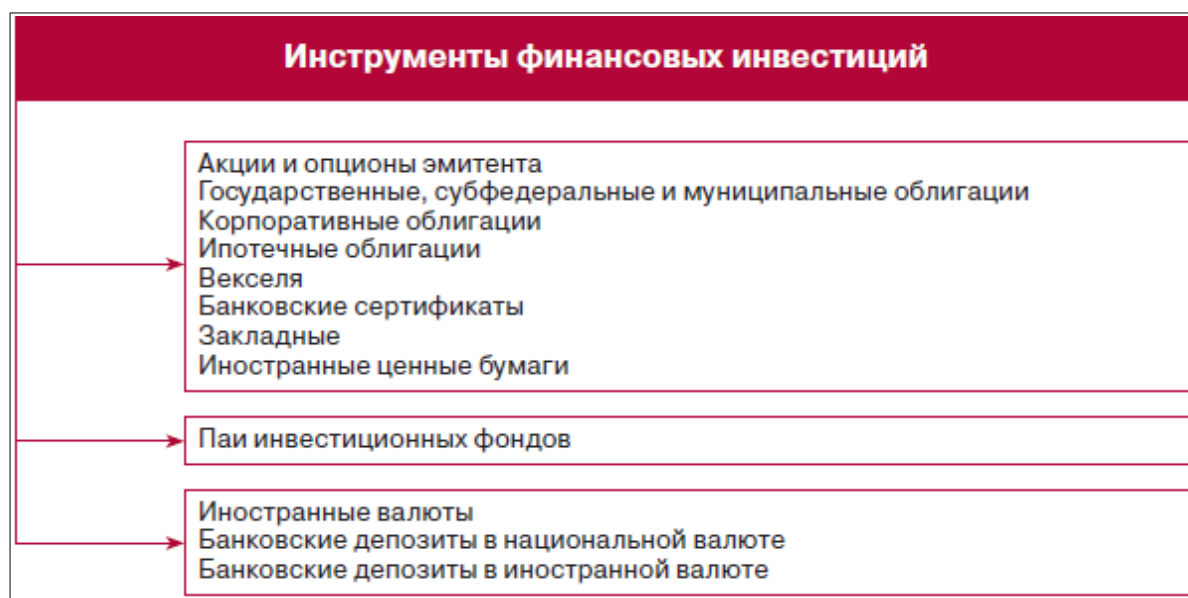 Инструменты финансовых инвестиций
Акции и опционы эмитента
Государственные, субфедеральные и муниципальные облигации
Корпоративные облигации
Ипотечные облигации
Векселя
Банковские сертификаты
Закладные
Иностранные ценные бумаги
Паи инвестиционных фондов
Иностранные валюты
Банковские депозиты в национальной валюте
Банковские депозиты в иностранной валюте